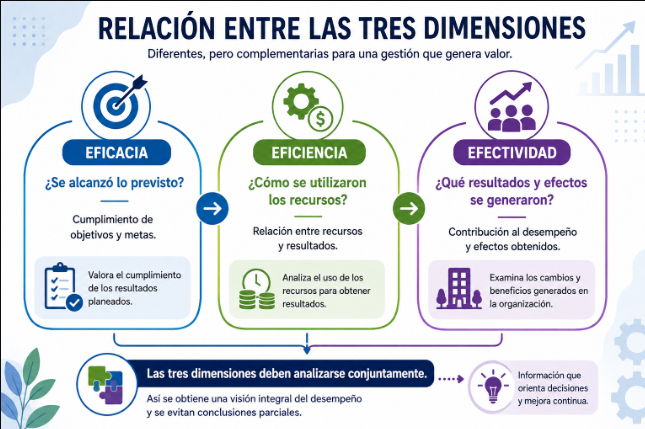 RELACIÓN ENTRE LAS TRES DIMENSIONES
Diferentes, pero complementarias para una gestión que genera valor.
EFICACIA
¿Se alcanzó lo previsto?
Cumplimiento de
objetivos y metas.
Valora el cumplimiento
de los resultados
planeados.
$
EFICIENCIA
¿Cómo se utilizaron
los recursos?
Relación entre recursos
y resultados.
Analiza el uso de los
recursos para obtener
resultados.
EFECTIVIDAD
¿Qué resultados y efectos
se generaron?
Contribución al desempeño
y efectos obtenidos.
Examina los cambios y
beneficios generados en
la organización.
Las tres dimensiones deben analizarse conjuntamente.
Así se obtiene una visión integral del desempeño
y se evitan conclusiones parciales.
Información que
orienta decisiones
y mejora continua.